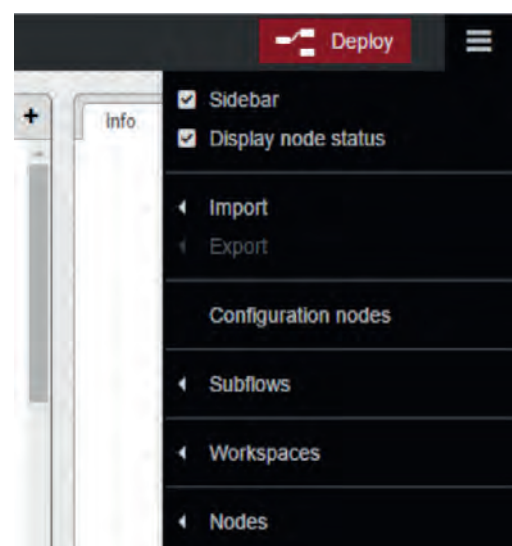 Deploy
+
Info
Sidebar
Display node status
Import
Export
Configuration nodes
Subflows
Workspaces
Nodes